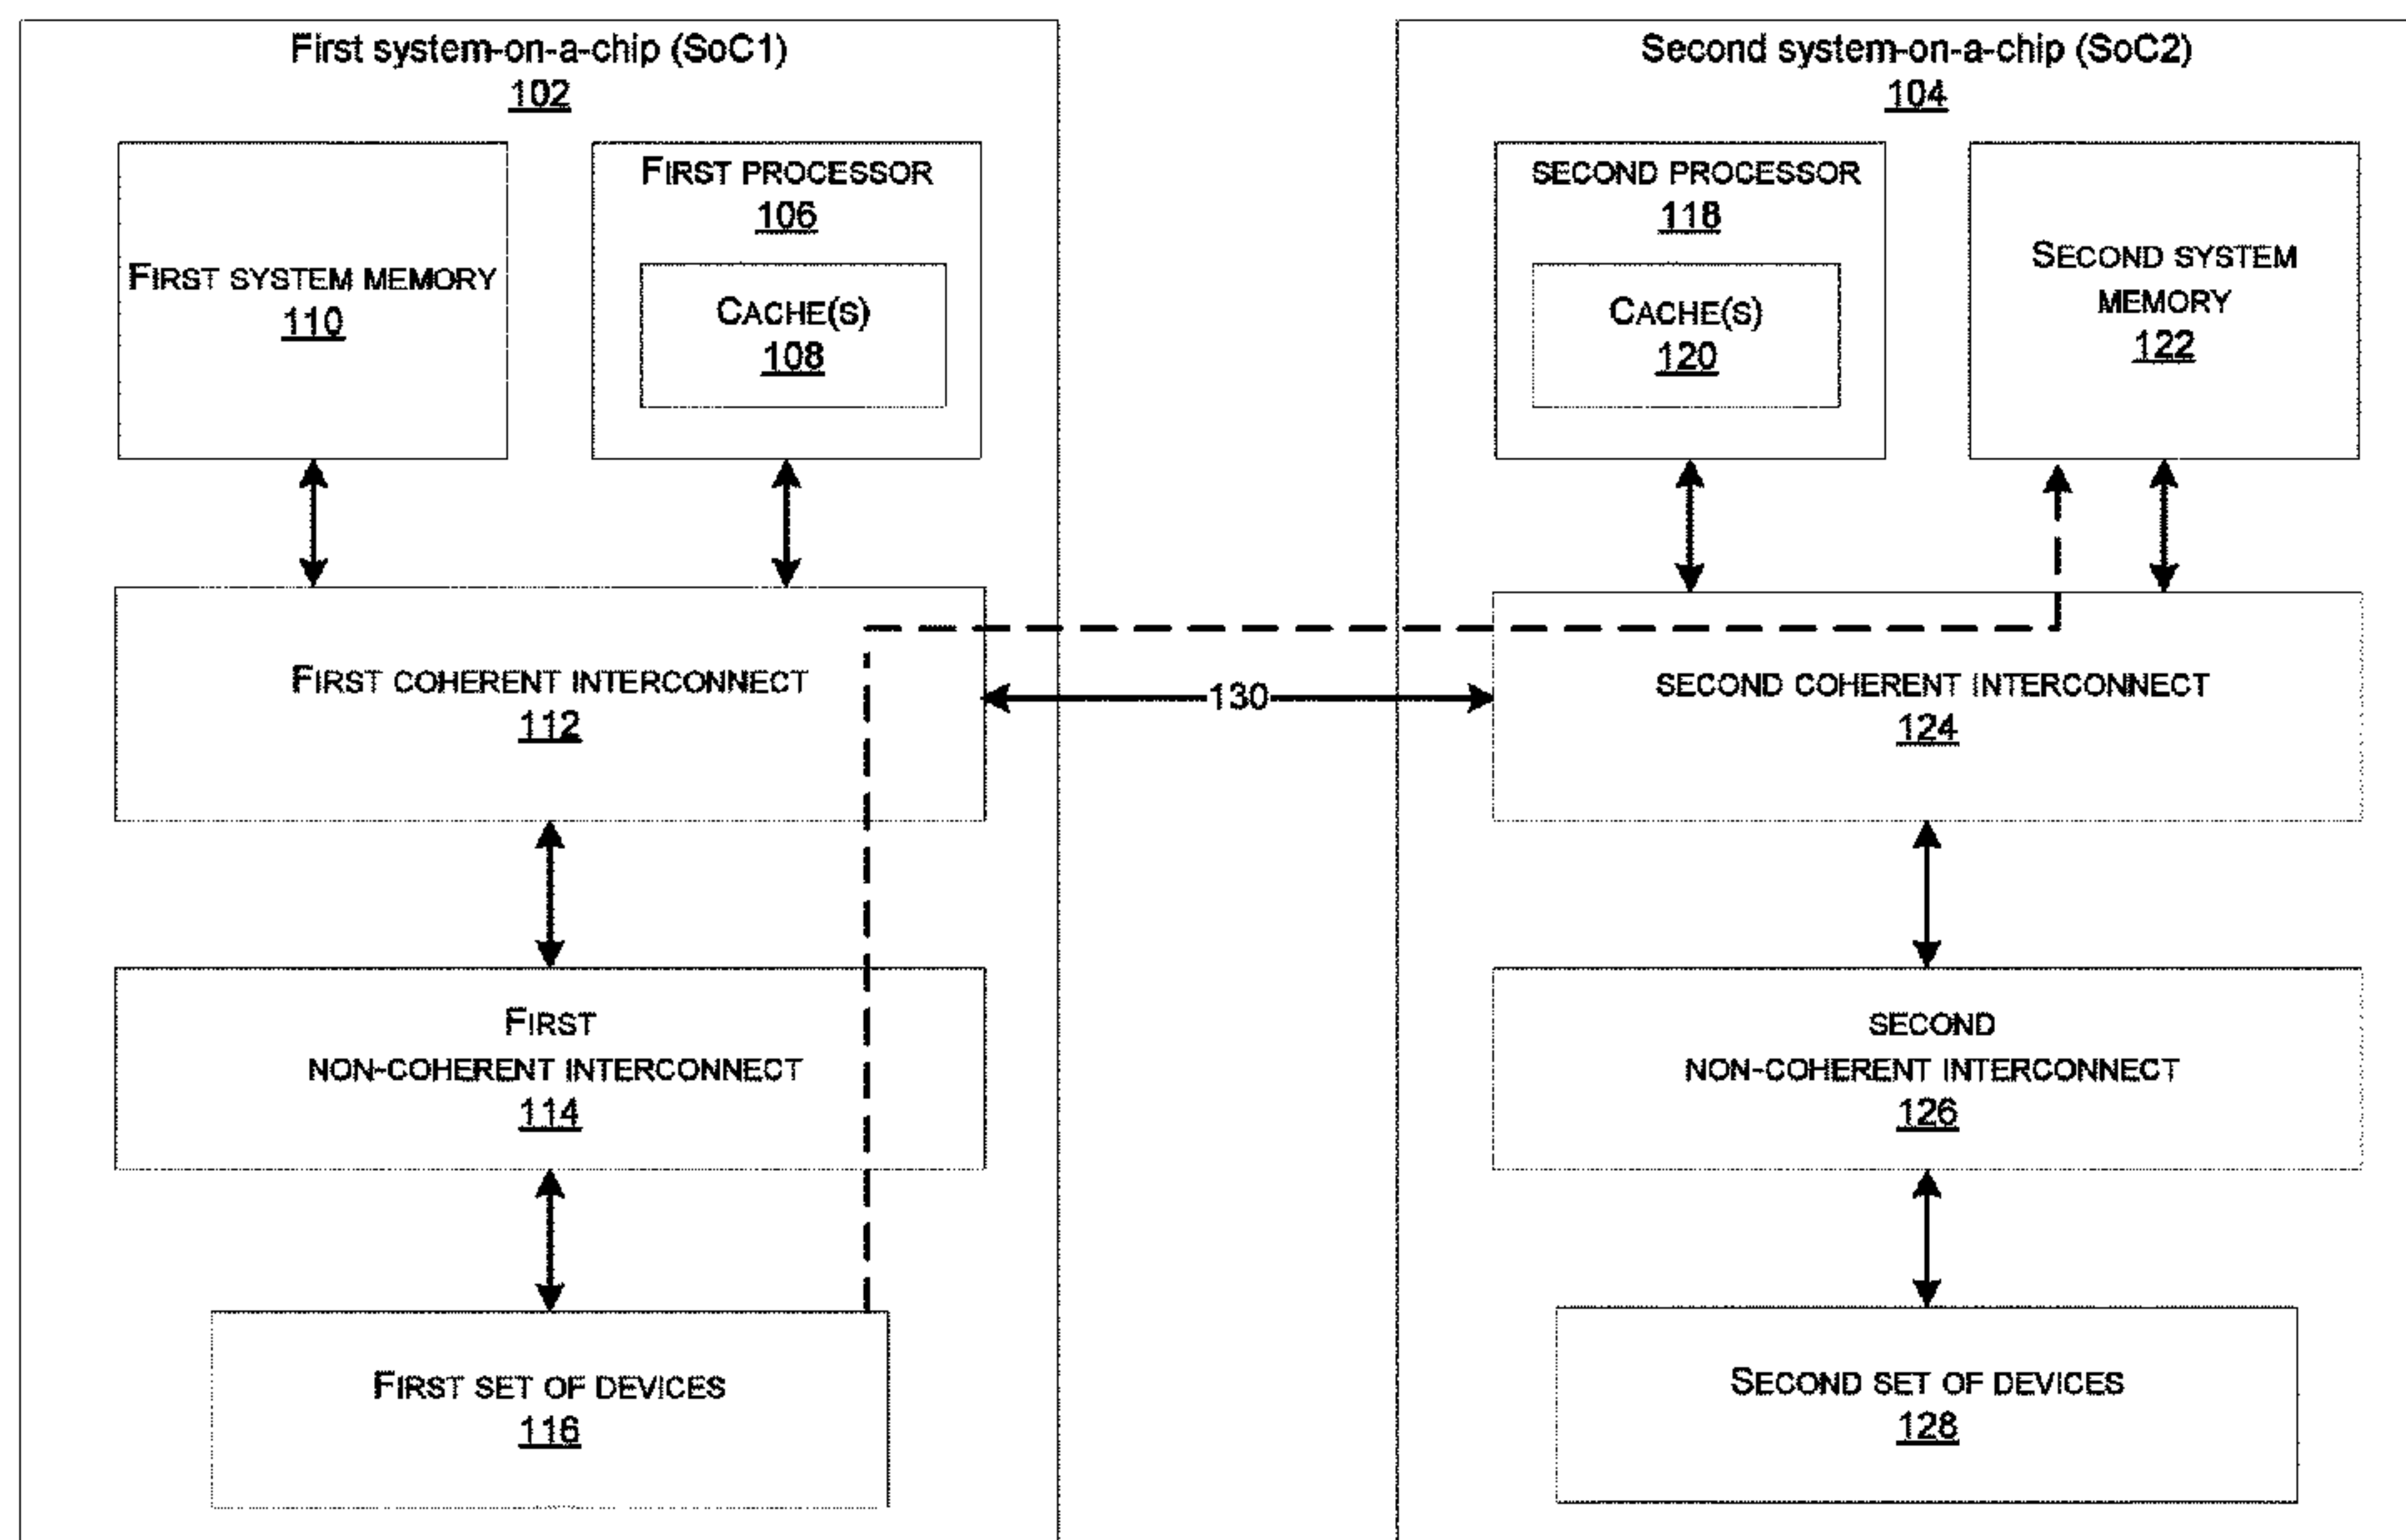 First system-on-a-chip (SoC1)
102
FIRST SYSTEM MEMORY
110
FIRST PROCESSOR
106
CACHE(S)
108
FIRST COHERENT INTERCONNECT
112
FIRST
NON-COHERENT INTERCONNECT
114
FIRST SET OF DEVICES
116
130
Second system-on-a-chip (SoC2)
104
SECOND PROCESSOR
118
CACHE(S)
120
SECOND SYSTEM
MEMORY
122
SECOND COHERENT INTERCONNECT
124
SECOND
NON-COHERENT INTERCONNECT
126
SECOND SET OF DEVICES
128